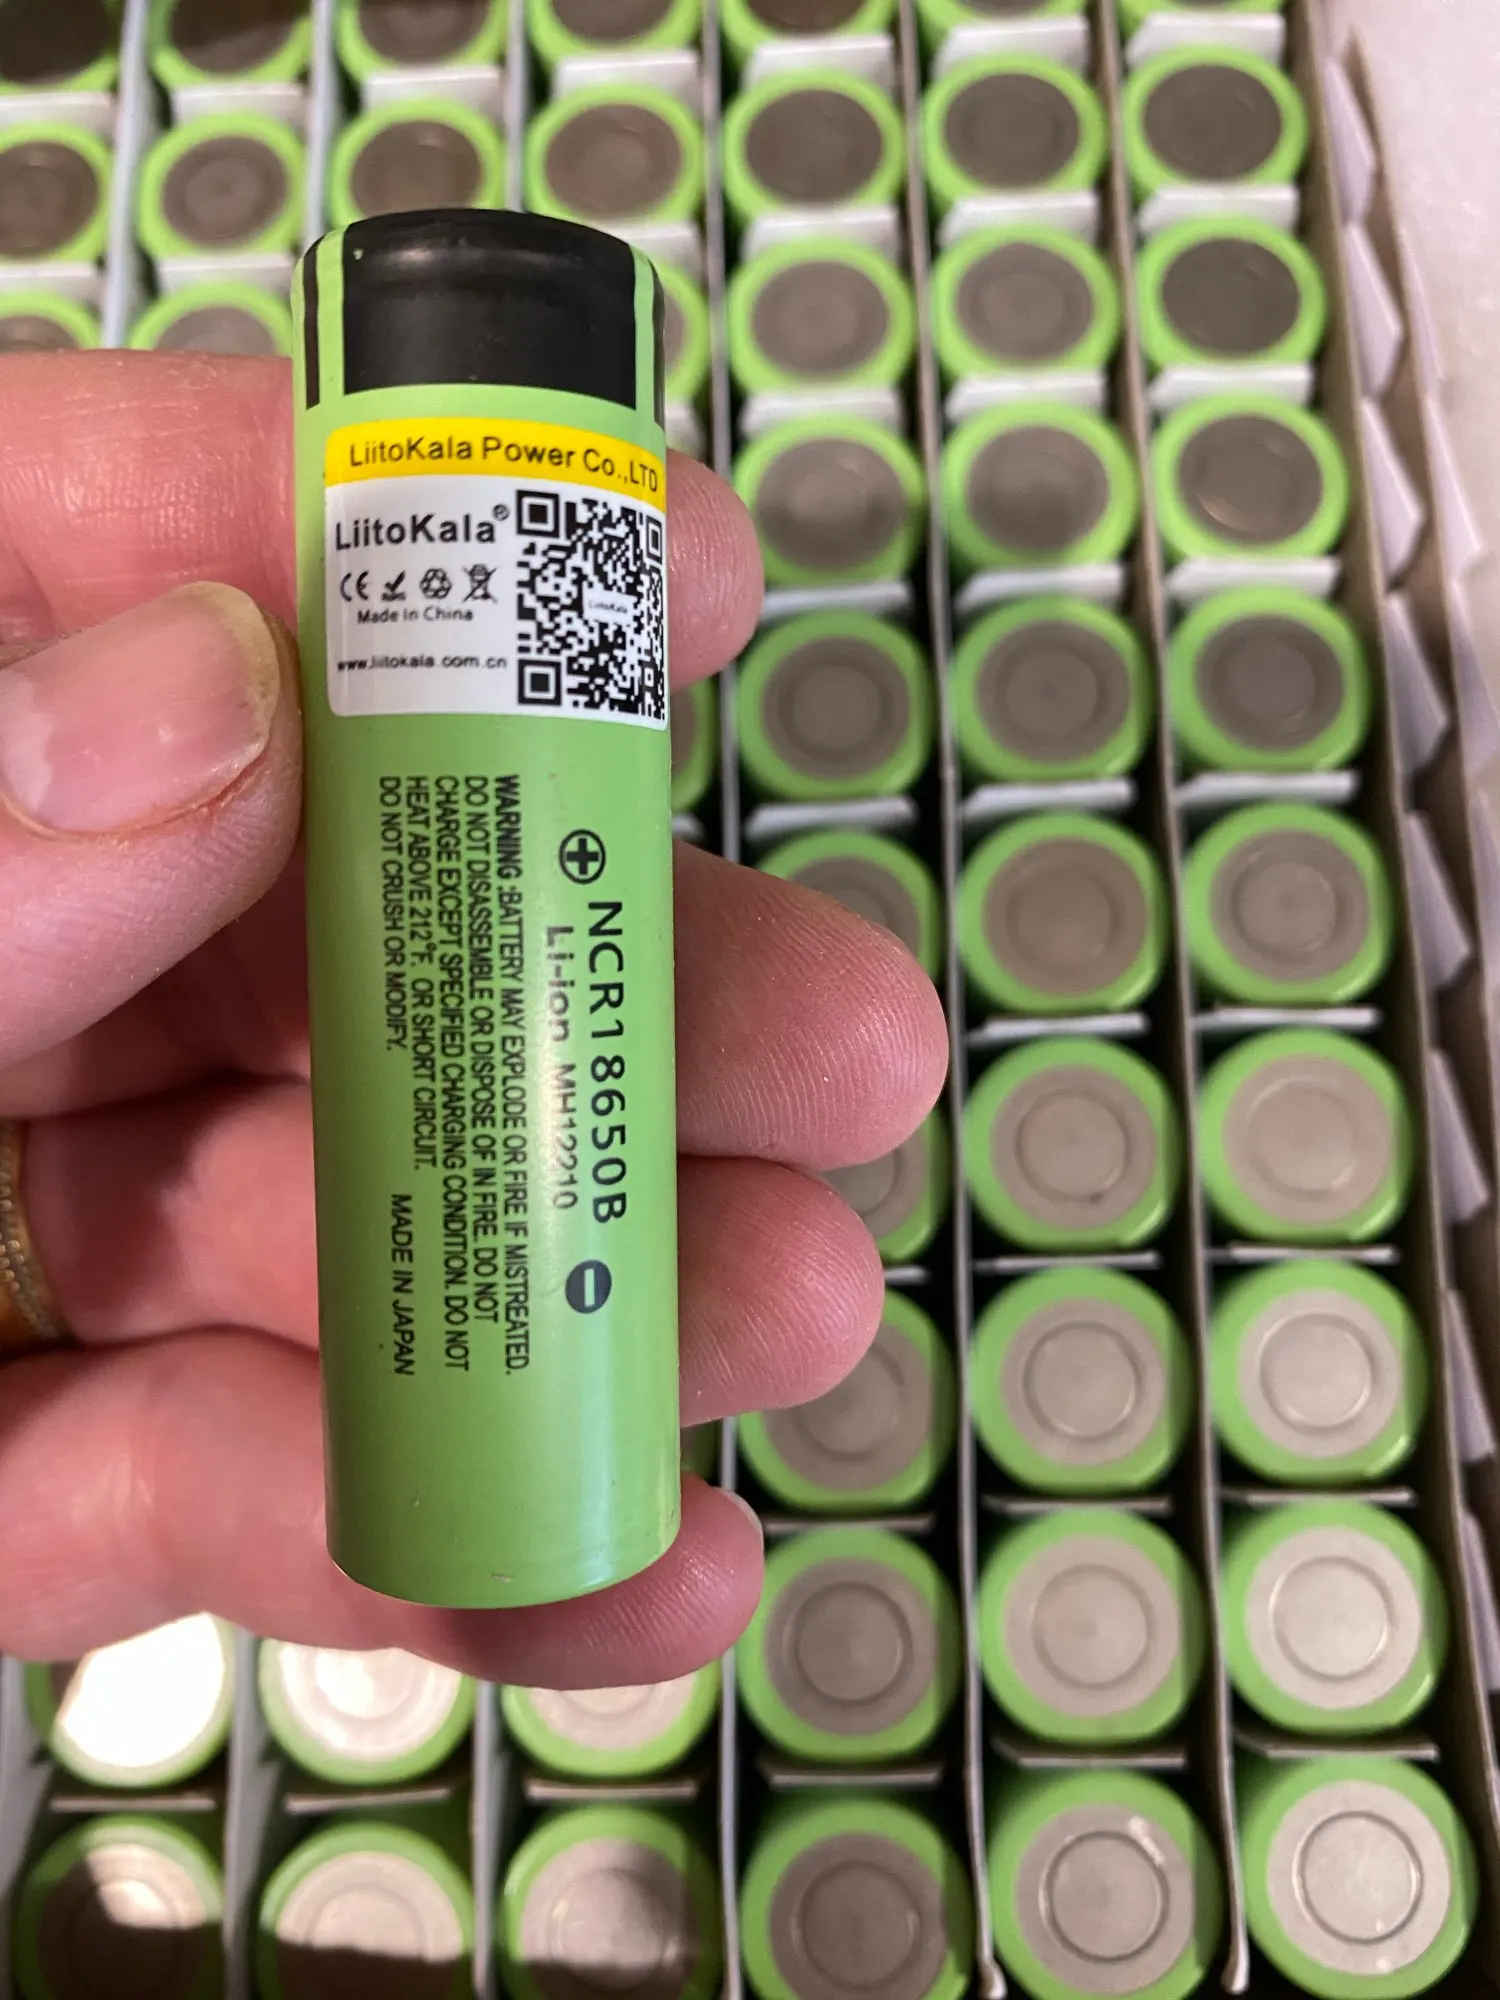 LiitoKala Power Co.,LTD
LiitoKala®
CE
Made In China
www.liitokala.com.cn
LiitoKala
NCR18650B
Li-ion MH12210
WARNING :BATTERY MAY EXPLODE OR FIRE IF MISTREATED.
DO NOT DISASSEMBLE OR DISPOSE OF IN FIRE. DO NOT
CHARGE EXCEPT SPECIFIED CHARGING CONDITION. DO NOT
HEAT ABOVE 212°F. OR SHORT CIRCUIT.
DO NOT CRUSH OR MODIFY. MADE IN JAPAN